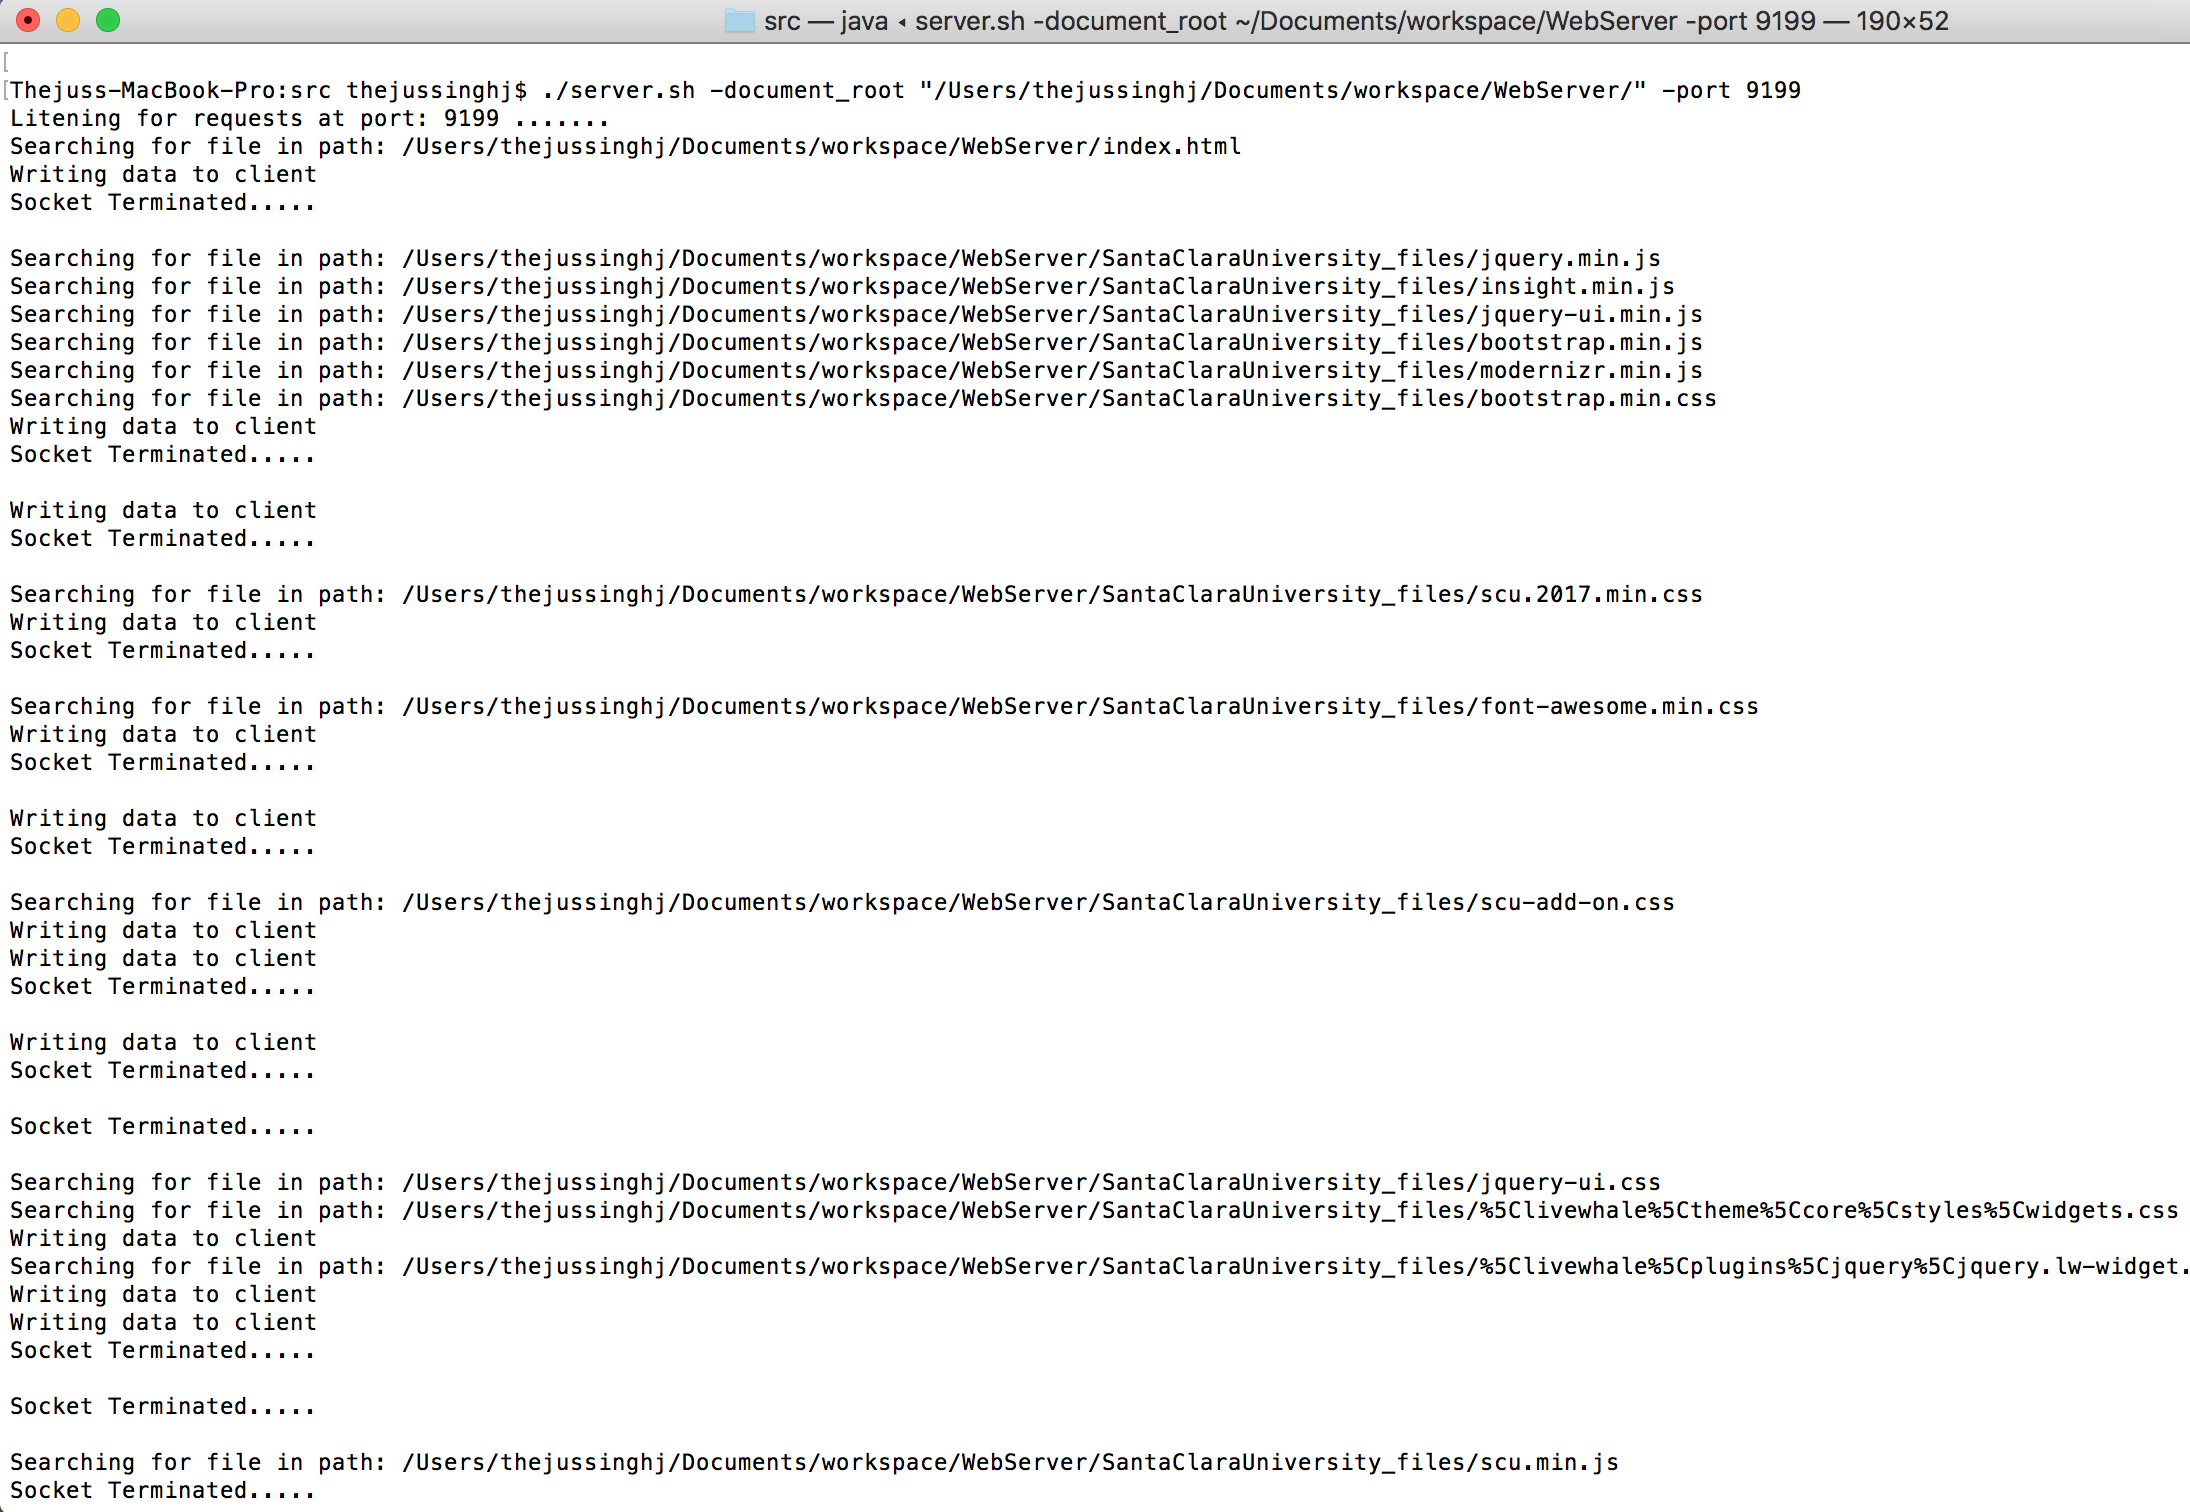 src — java ◂ server.sh -document_root ~/Documents/workspace/WebServer -port 9199 — 190×52
[
[Thejuss-MacBook-Pro:src thejussinghj$ ./server.sh -document_root "/Users/thejussinghj/Documents/workspace/WebServer/" -port 9199
Litening for requests at port: 9199 .......
Searching for file in path: /Users/thejussinghj/Documents/workspace/WebServer/index.html
Writing data to client
Socket Terminated.....
Searching for file in path: /Users/thejussinghj/Documents/workspace/WebServer/SantaClaraUniversity_files/jquery.min.js
Searching for file in path: /Users/thejussinghj/Documents/workspace/WebServer/SantaClaraUniversity_files/insight.min.js
Searching for file in path: /Users/thejussinghj/Documents/workspace/WebServer/SantaClaraUniversity_files/jquery-ui.min.js
Searching for file in path: /Users/thejussinghj/Documents/workspace/WebServer/SantaClaraUniversity_files/bootstrap.min.js
Searching for file in path: /Users/thejussinghj/Documents/workspace/WebServer/SantaClaraUniversity_files/modernizr.min.js
Searching for file in path: /Users/thejussinghj/Documents/workspace/WebServer/SantaClaraUniversity_files/bootstrap.min.css
Writing data to client
Socket Terminated.....
Writing data to client
Socket Terminated.....
Searching for file in path: /Users/thejussinghj/Documents/workspace/WebServer/SantaClaraUniversity_files/scu.2017.min.css
Writing data to client
Socket Terminated.....
Searching for file in path: /Users/thejussinghj/Documents/workspace/WebServer/SantaClaraUniversity_files/font-awesome.min.css
Writing data to client
Socket Terminated.....
Writing data to client
Socket Terminated.....
Searching for file in path: /Users/thejussinghj/Documents/workspace/WebServer/SantaClaraUniversity_files/scu-add-on.css
Writing data to client
Writing data to client
Socket Terminated.....
Writing data to client
Socket Terminated.....
Socket Terminated.....
Searching for file in path: /Users/thejussinghj/Documents/workspace/WebServer/SantaClaraUniversity_files/jquery-ui.css
Searching for file in path: /Users/thejussinghj/Documents/workspace/WebServer/SantaClaraUniversity_files/%5Clivewhale%5Ctheme%5Ccore%5Cstyles%5Cwidgets.css
Writing data to client
Searching for file in path: /Users/thejussinghj/Documents/workspace/WebServer/SantaClaraUniversity_files/%5Clivewhale%5Cplugins%5Cjquery%5Cjquery.lw-widget.
Writing data to client
Writing data to client
Socket Terminated.....
Socket Terminated.....
Searching for file in path: /Users/thejussinghj/Documents/workspace/WebServer/SantaClaraUniversity_files/scu.min.js
Socket Terminated.....